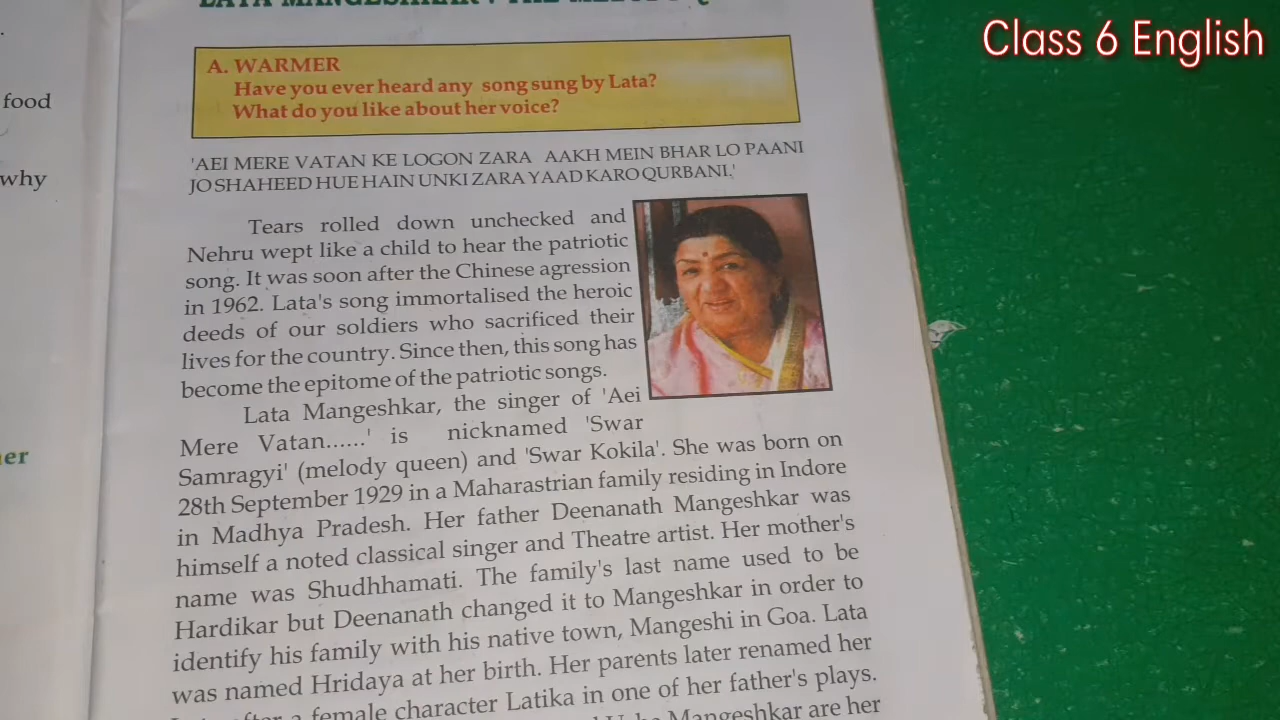 .
food
why
er
Class 6 English
A. WARMER
Have you ever heard any song sung by Lata?
What do you like about her voice?
'AEI MERE VATAN KE LOGON ZARA AAKH MEIN BHAR LO PAANI
JO SHAHEED HUE HAIN UNKI ZARA YAAD KARO QURBANI.'
Tears rolled down unchecked and
Nehru wept like a child to hear the patriotic
song. It was soon after the Chinese agression
in 1962. Lata's song immortalised the heroic
deeds of our soldiers who sacrificed their
lives for the country. Since then, this song has
become the epitome of the patriotic songs.
Lata Mangeshkar, the singer of 'Aei
Mere Vatan......' is nicknamed 'Swar
Samragyi' (melody queen) and 'Swar Kokila'. She was born on
28th September 1929 in a Maharastrian family residing in Indore
in Madhya Pradesh. Her father Deenanath Mangeshkar was
himself a noted classical singer and Theatre artist. Her mother's
name was Shudhhamati. The family's last name used to be
Hardikar but Deenanath changed it to Mangeshkar in order to
identify his family with his native town, Mangeshi in Goa. Lata
was named Hridaya at her birth. Her parents later renamed her
after a female character Latika in one of her father's plays.
Mangeshkar are her